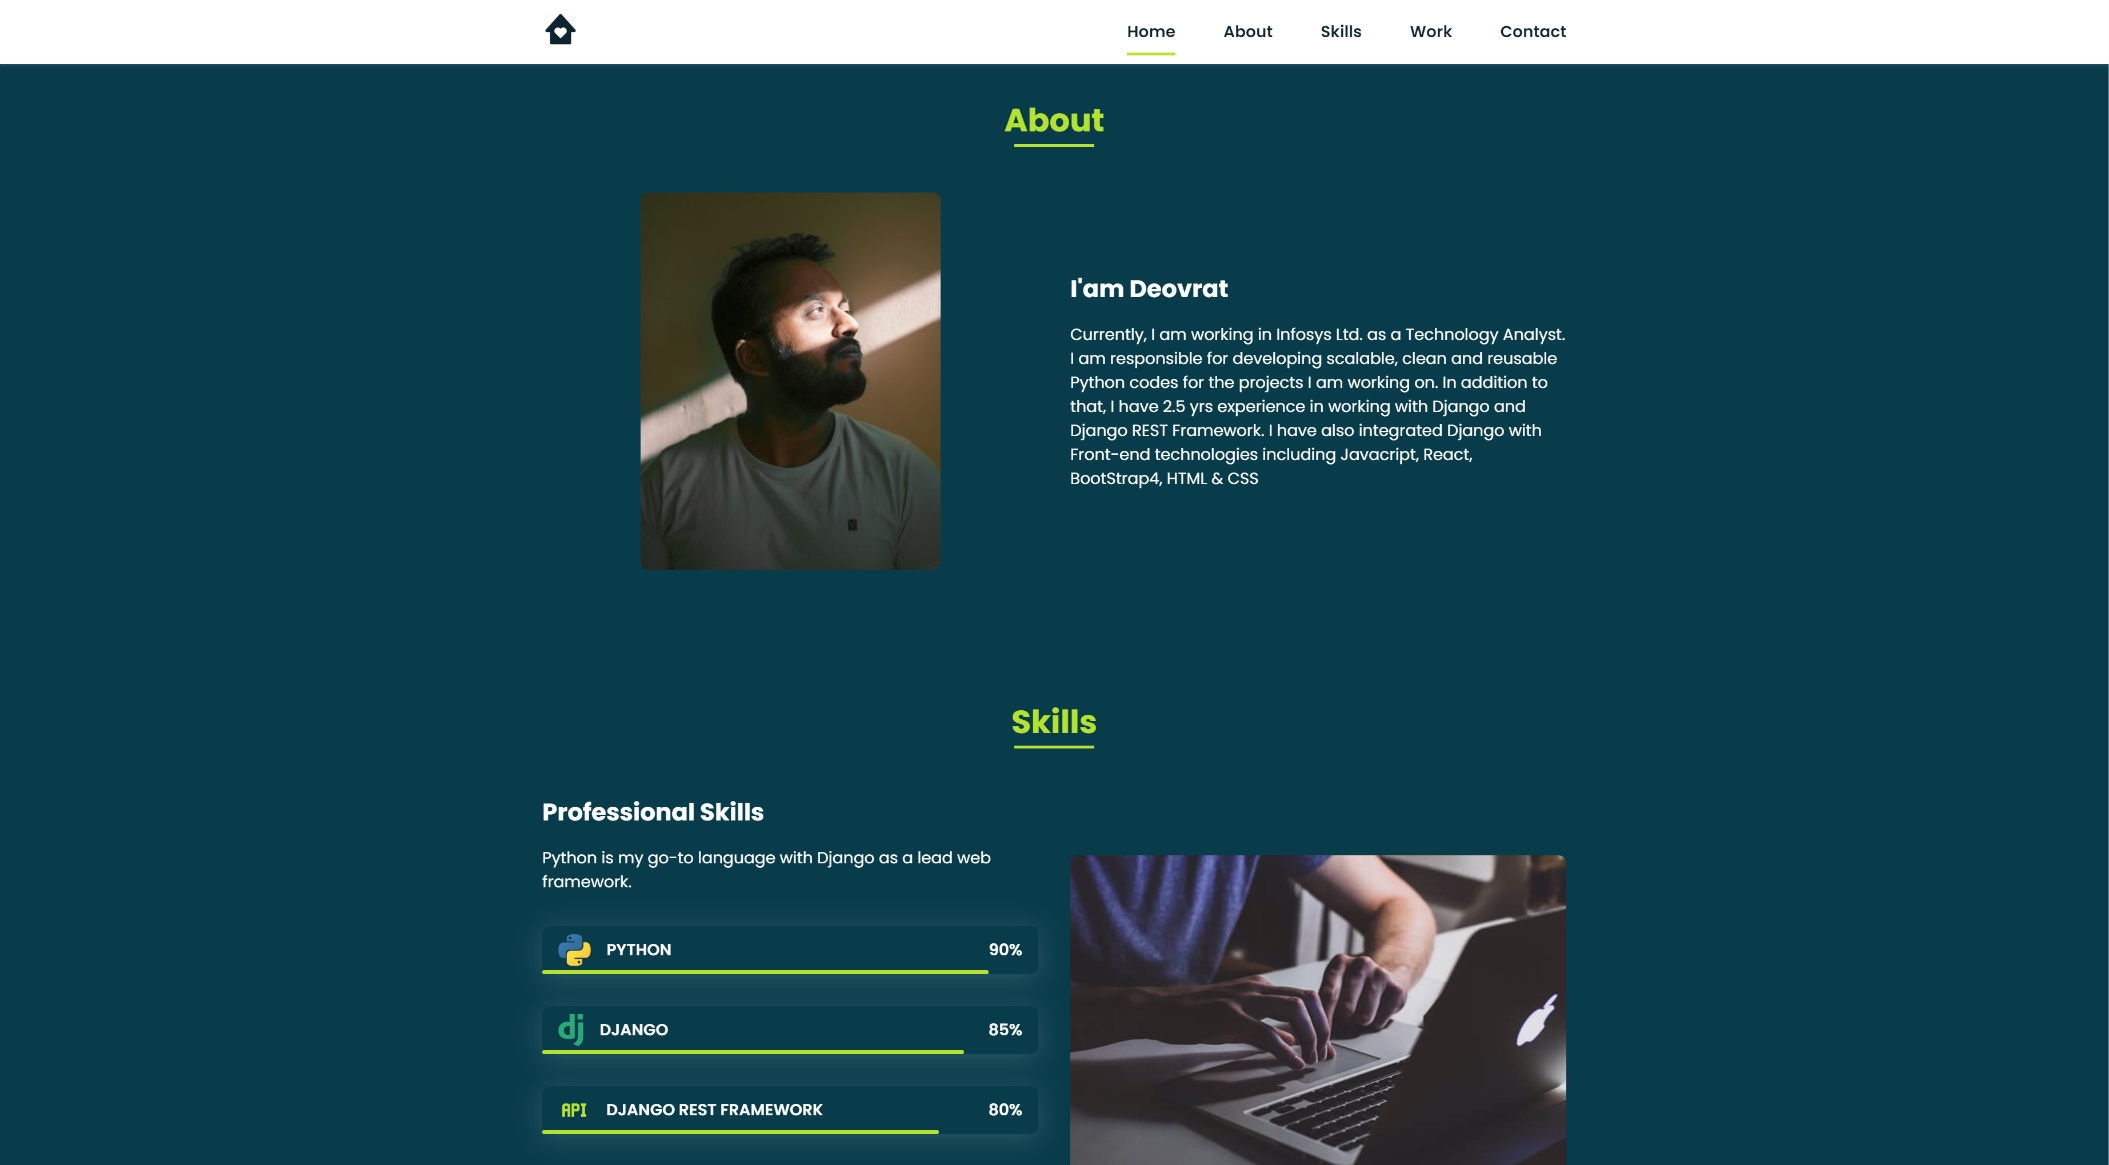 Home About Skills Work Contact
About
I'am Deovrat
Currently, I am working in Infosys Ltd. as a Technology Analyst.
I am responsible for developing scalable, clean and reusable
Python codes for the projects I am working on. In addition to
that, I have 2.5 yrs experience in working with Django and
Django REST Framework. I have also integrated Django with
Front-end technologies including Javacript, React,
BootStrap4, HTML & CSS
Skills
Professional Skills
Python is my go-to language with Django as a lead web
framework.
PYTHON 90%
dj DJANGO 85%
API DJANGO REST FRAMEWORK 80%